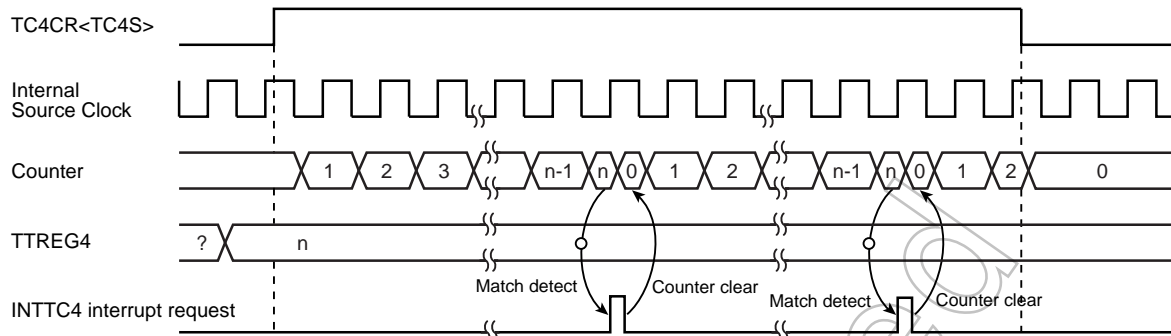 TC4CR<TC4S>
Internal
Source Clock
Counter
1 2 3 n-1 n 0 1 2 n-1 n 0 1 2 0
TTREG4
? n
Match detect Counter clear Match detect Counter clear
INTTC4 interrupt request